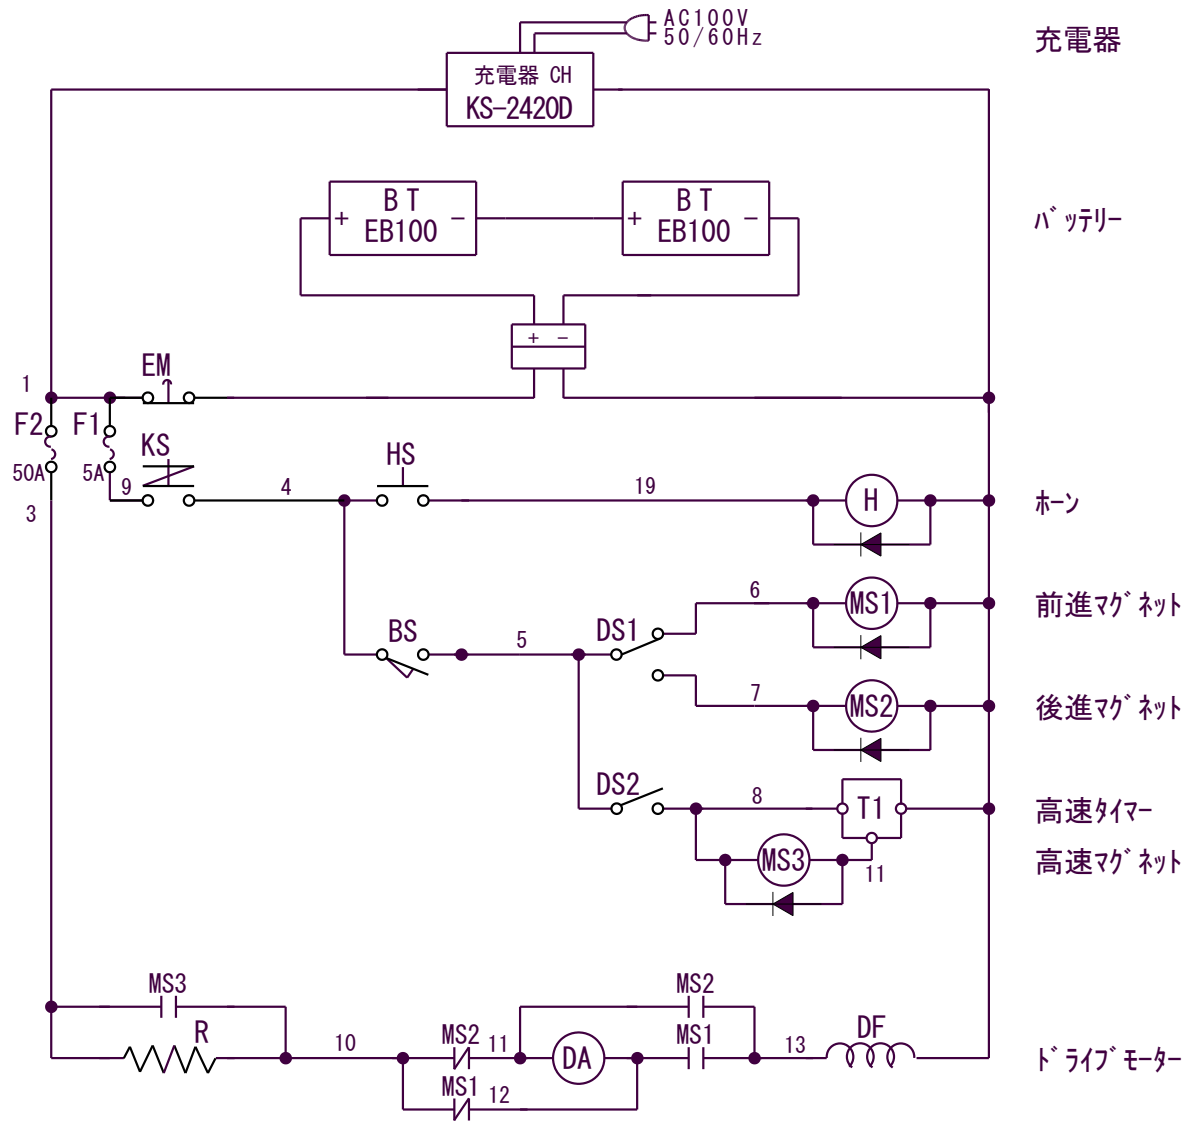 AC100V
50/60Hz
充電器
充電器 CH
KS-2420D
BT
EB100
+
−
BT
EB100
+
−
バッテリー
+ −
EM
1
F2
F1
KS
HS
50A
5A
9
4
19
H
3
ホーン
6
MS1
前進マグネット
BS
5
DS1
7
MS2
後進マグネット
DS2
8
T1
高速タイマー
MS3
11
高速マグネット
MS3
MS2
R
10
MS2
11
DA
MS1
13
DF
ドライブモーター
MS1
12